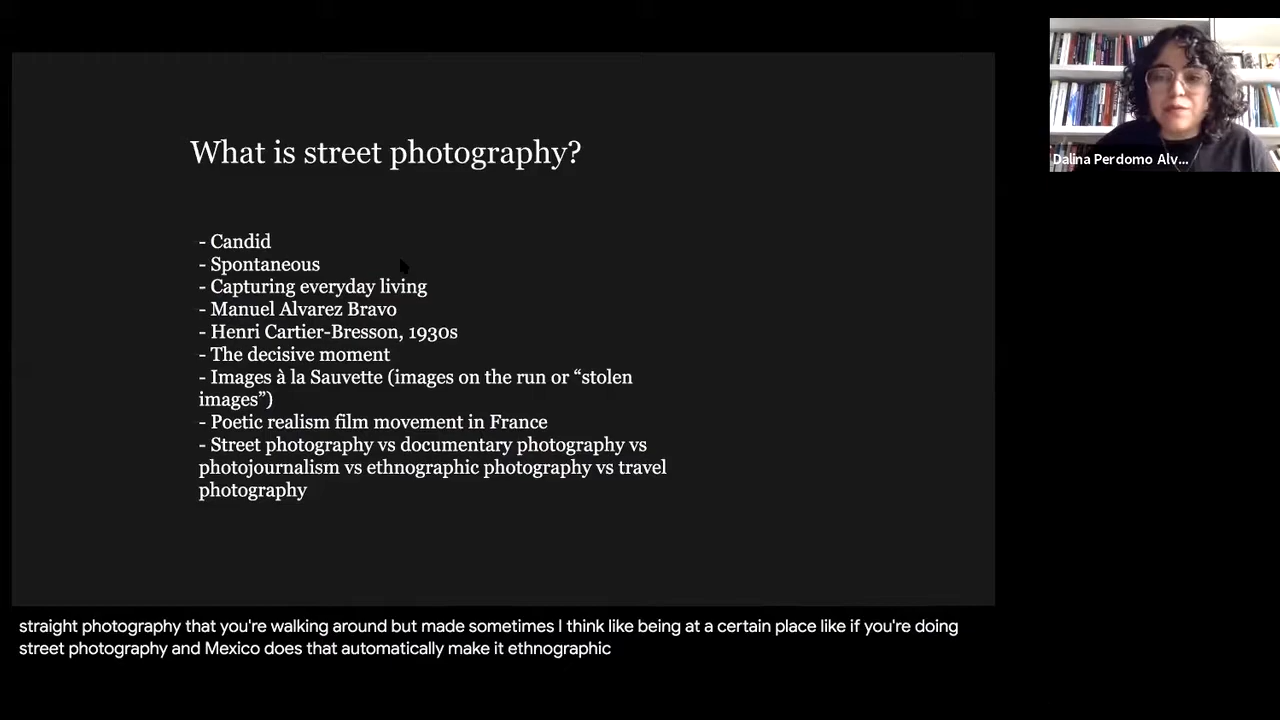 What is street photography?
- Candid
- Spontaneous
- Capturing everyday living
- Manuel Alvarez Bravo
- Henri Cartier-Bresson, 1930s
- The decisive moment
- Images à la Sauvette (images on the run or “stolen
images”)
- Poetic realism film movement in France
- Street photography vs documentary photography vs
photojournalism vs ethnographic photography vs travel
photography
Dalina Perdomo Alv...
straight photography that you're walking around but made sometimes I think like being at a certain place like if you're doing
street photography and Mexico does that automatically make it ethnographic